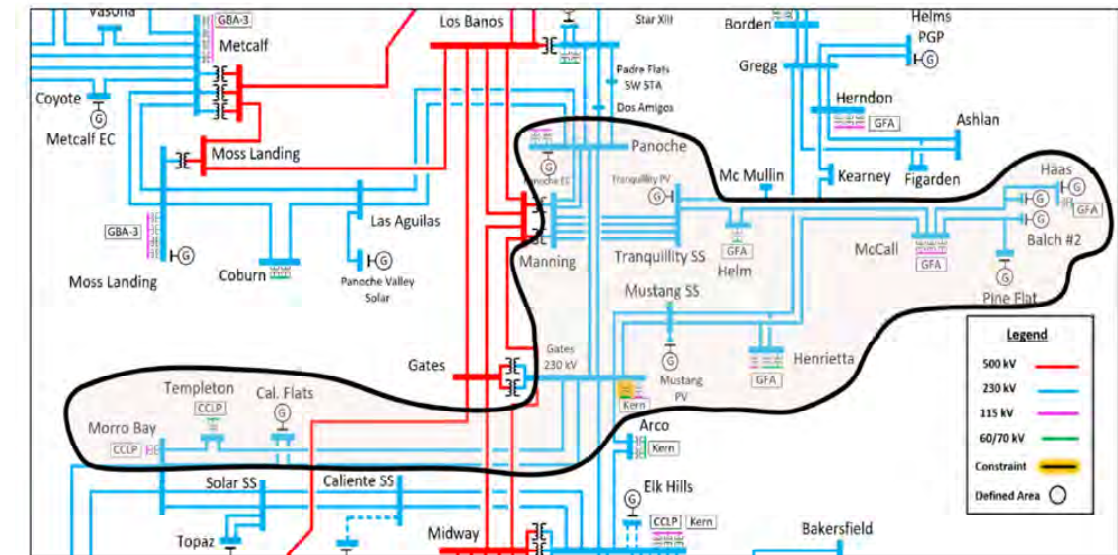 Vasona
GBA-3
Metcalf
Coyote
Metcalf EC
G
Moss Landing
GBA-3
G
Moss Landing
Coburn
Las Aguilas
G
Panoche Valley
Solar
Los Banos
Star Xill
Padre Flats
SW STA
Dos Amigos
Panoche
G
Panoche EC
Manning
Tranquillity PV
G
Tranquillity SS
Mc Mullin
GFA
Helm
Borden
Gregg
Helms
PGP
G
Herndon
GFA
Ashlan
Figarden
Kearney
Haas
G
GFA
G
G
Balch #2
McCall
GFA
G
Pine Flat
Mustang SS
G
Mustang
PV
Henrietta
GFA
Gates
Gates
230 kV
Kern
Arco
Kern
Templeton
CCLP
Cal. Flats
G
Morro Bay
CCLP
Solar SS
Caliente SS
Topaz
Midway
Elk Hills
G
CCLP
Kern
Bakersfield
Legend
500 kV
230 kV
115 kV
60/70 kV
Constraint
Defined Area